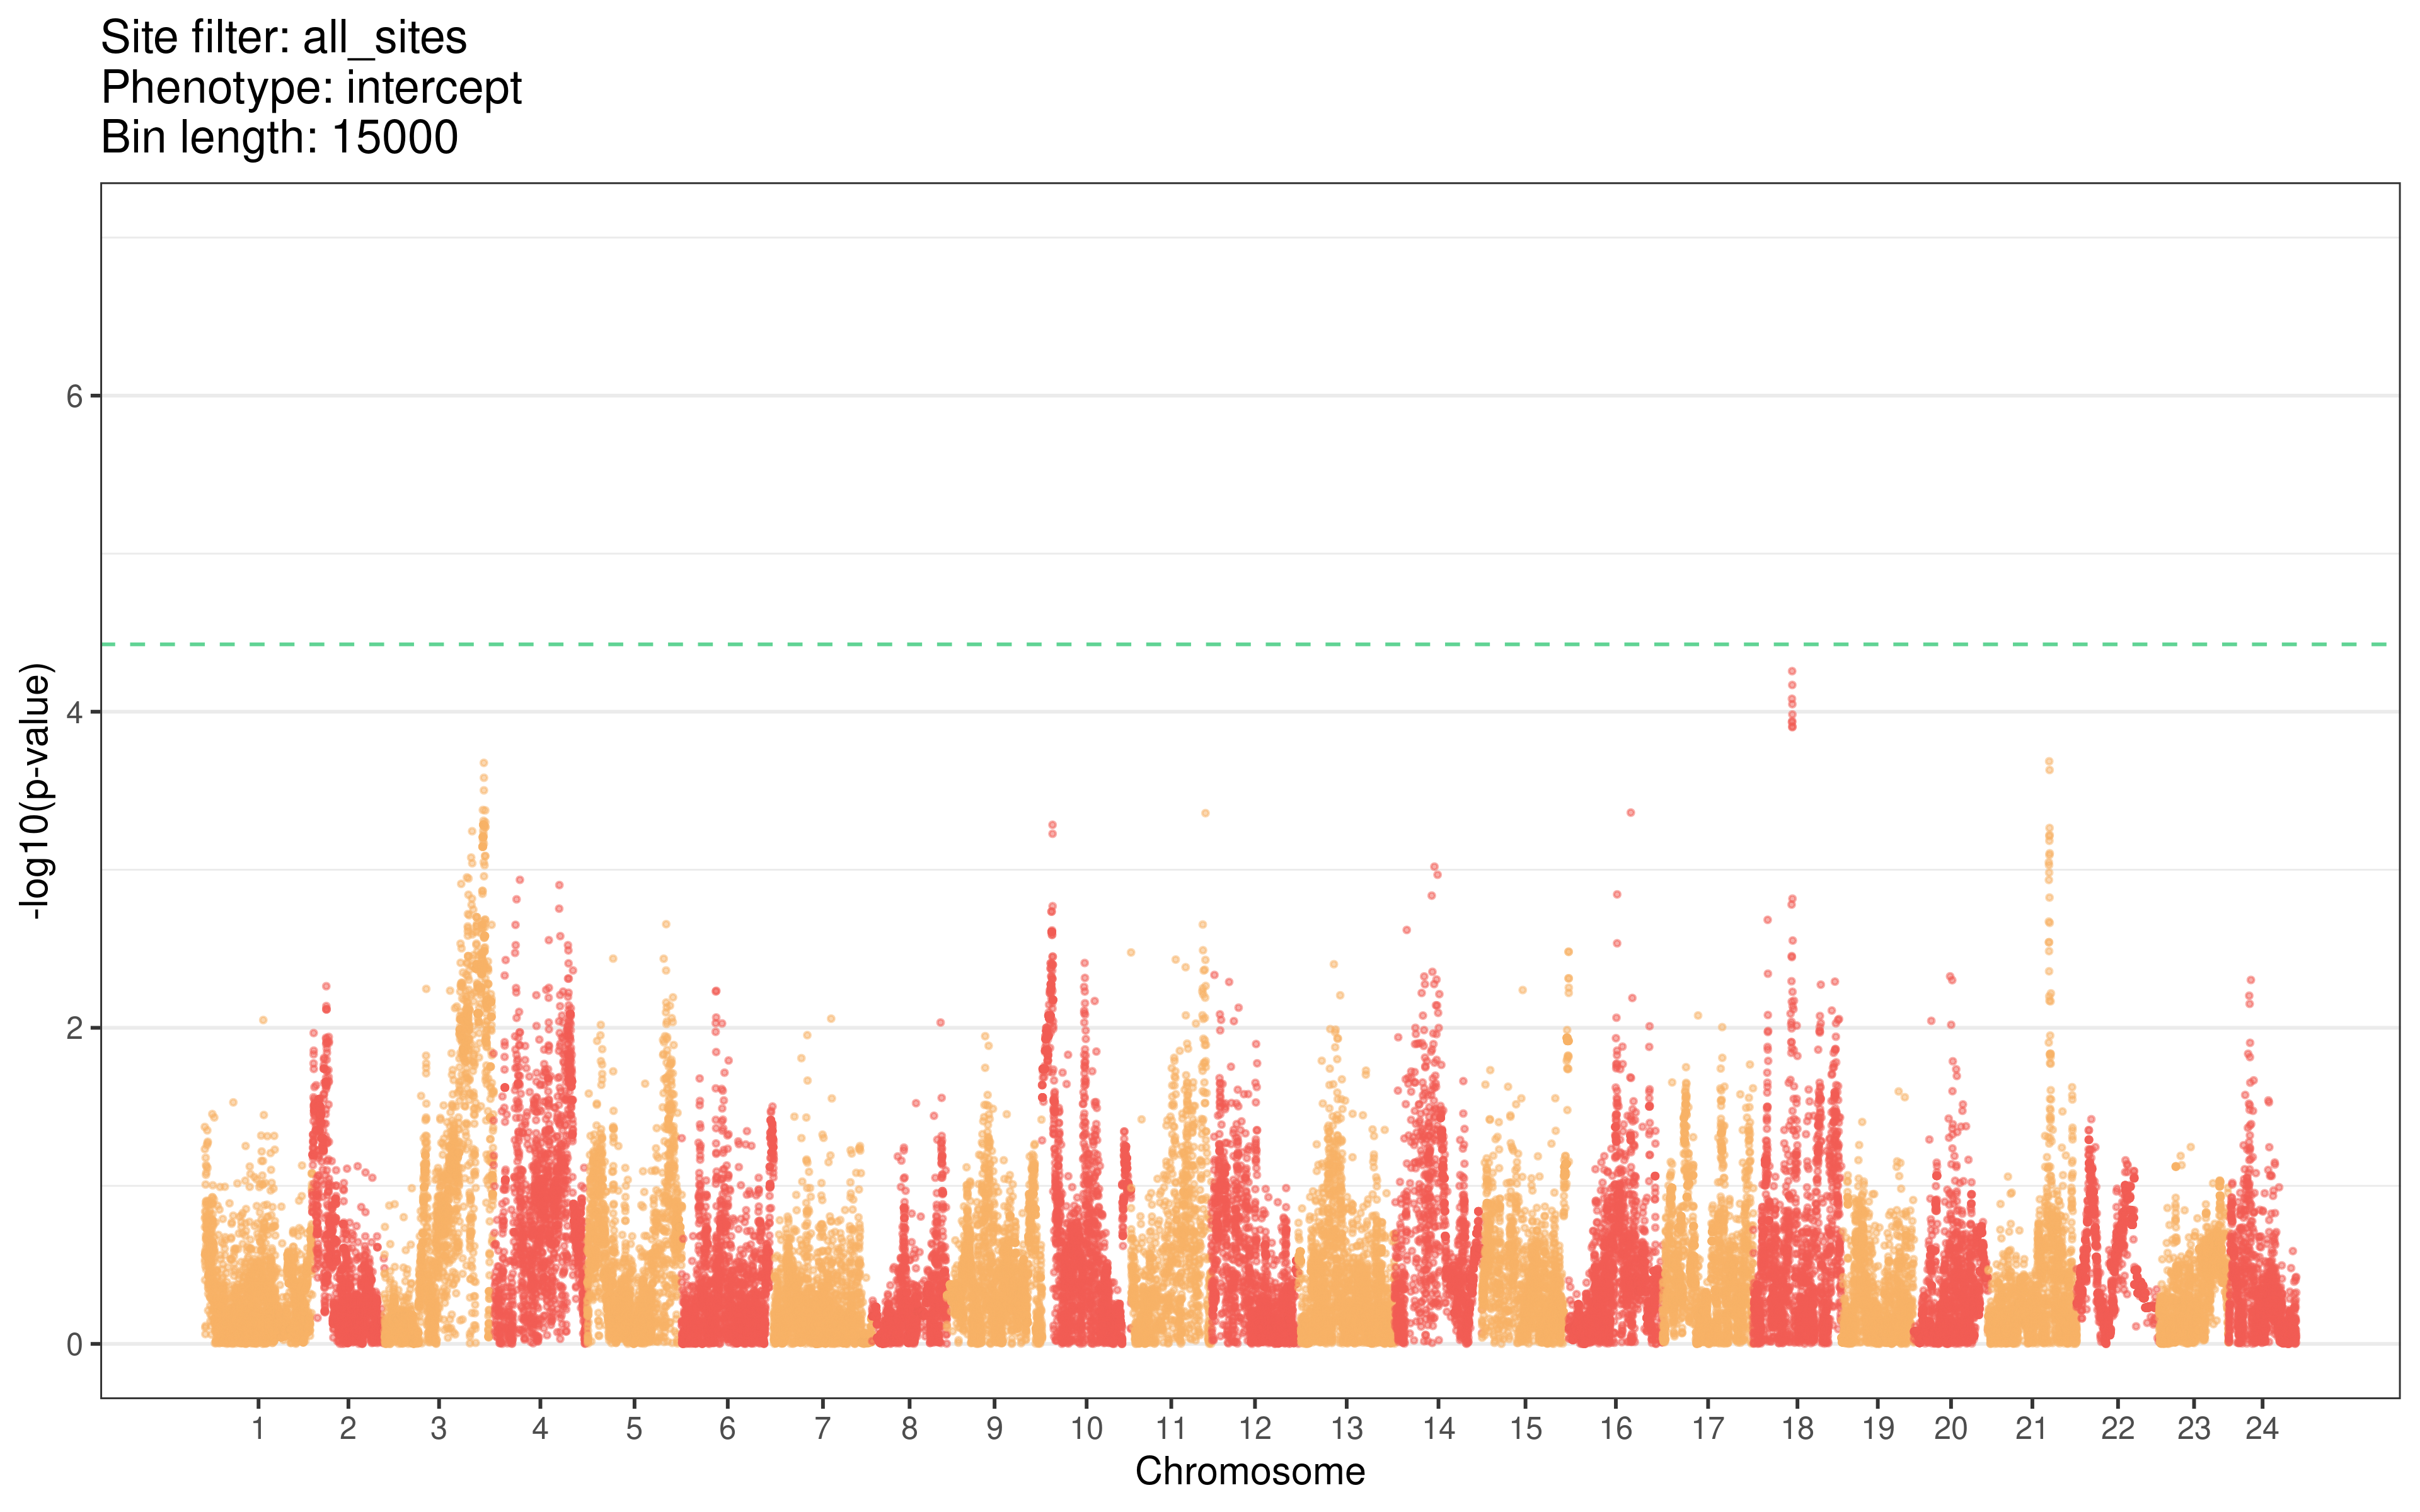 Site filter: all_sites
Phenotype: intercept
Bin length: 15000
6
4
2
0
-log10(p-value)
1 2 3 4 5 6 7 8 9 10 11 12 13 14 15 16 17 18 19 20 21 22 23 24
Chromosome